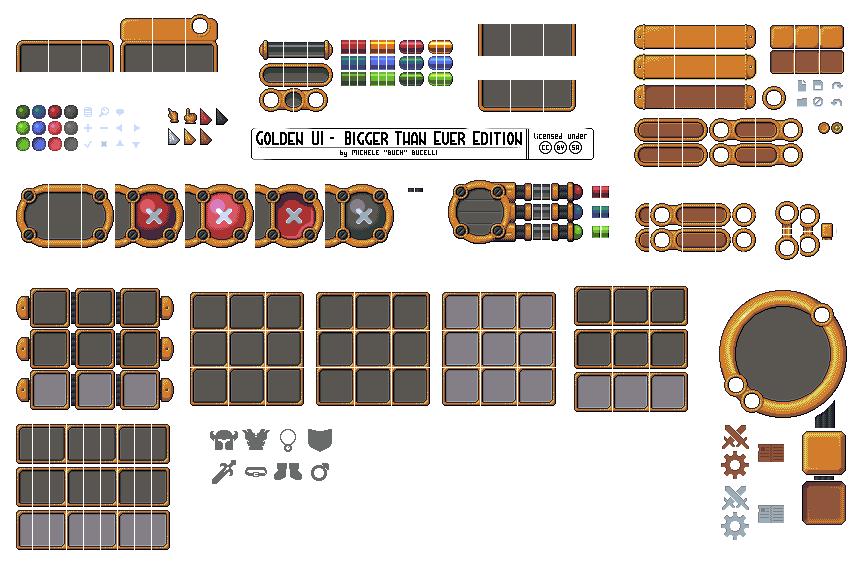 GOLDEN UI - BIGGER THAN EVER EDITION
by MICHELE "BUCH" BUCELLI
licensed under
CC BY SA